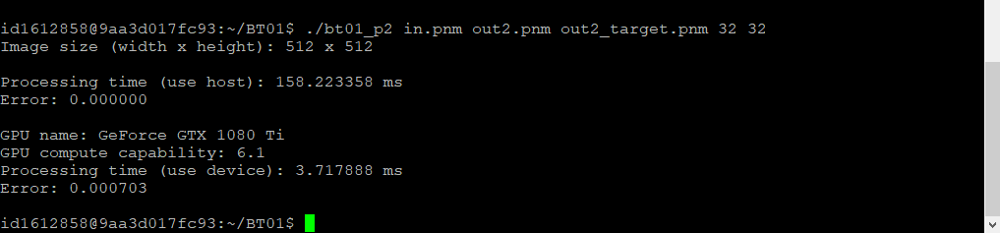 id1612858@9aa3d017fc93:~/BT01$ ./bt01_p2 in.pnm out2.pnm out2_target.pnm 32 32
Image size (width x height): 512 x 512
Processing time (use host): 158.223358 ms
Error: 0.000000
GPU name: GeForce GTX 1080 Ti
GPU compute capability: 6.1
Processing time (use device): 3.717888 ms
Error: 0.000703
id1612858@9aa3d017fc93:~/BT01$